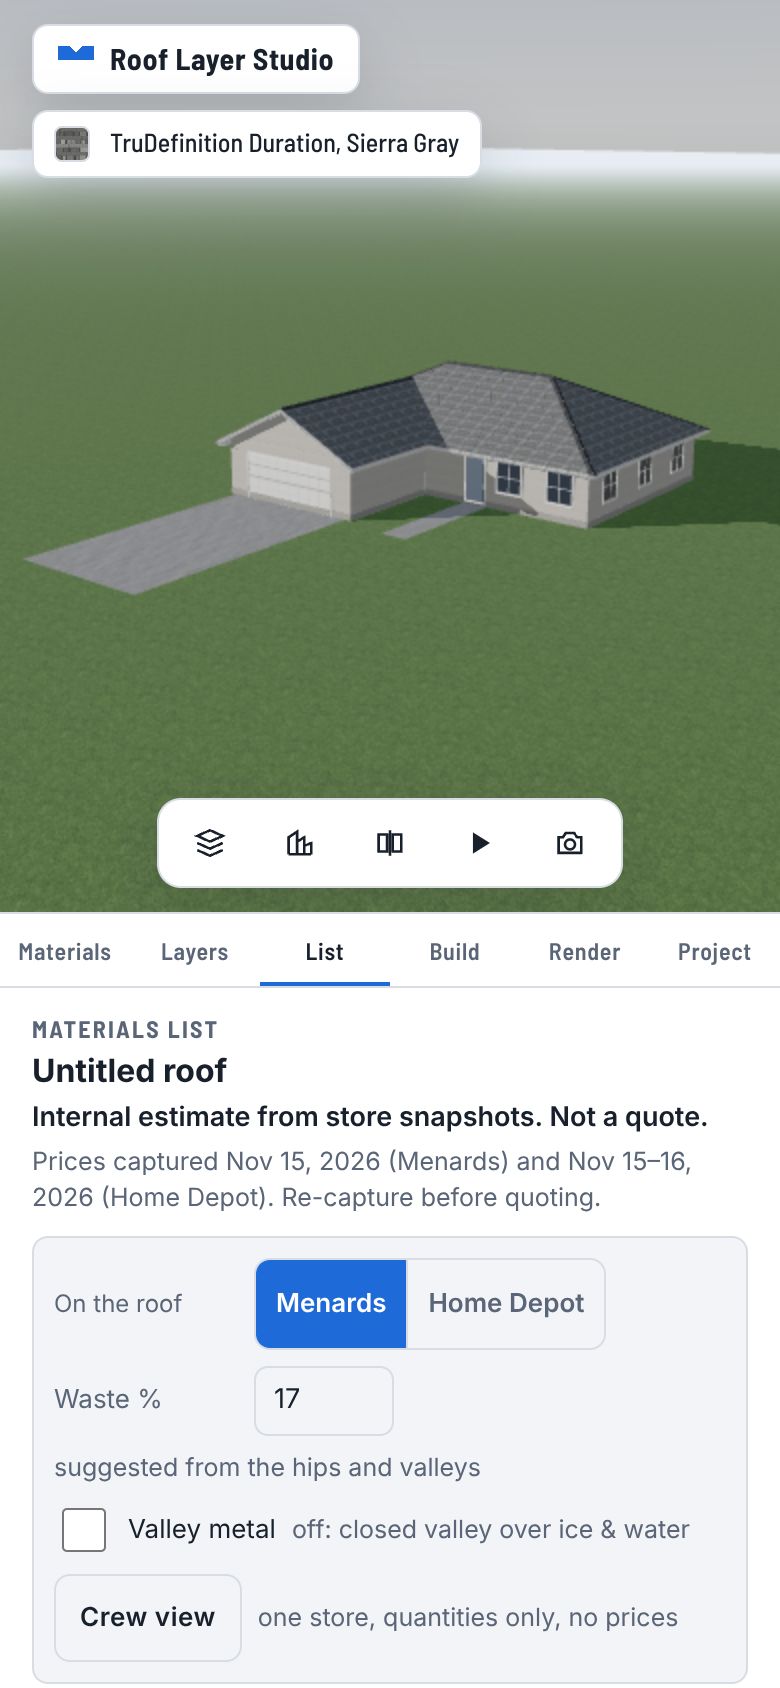 Roof Layer Studio
TruDefinition Duration, Sierra Gray
Materials Layers List Build Render Project
MATERIALS LIST
Untitled roof
Internal estimate from store snapshots. Not a quote.
Prices captured Nov 15, 2026 (Menards) and Nov 15–16,
2026 (Home Depot). Re-capture before quoting.
On the roof Menards Home Depot
Waste % 17
suggested from the hips and valleys
Valley metal off: closed valley over ice & water
Crew view one store, quantities only, no prices